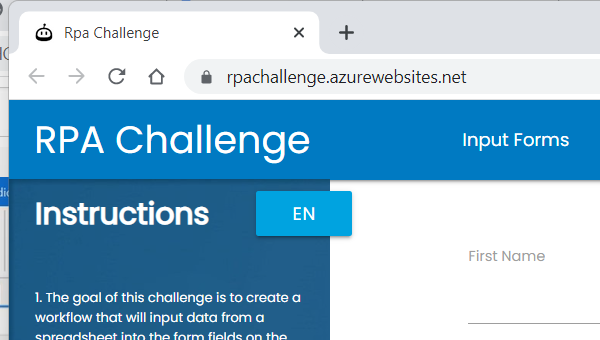 Rpa Challenge
rpachallenge.azurewebsites.net
RPA Challenge
Input Forms
Instructions
EN
First Name
1. The goal of this challenge is to create a
workflow that will input data from a
spreadsheet into the form fields on the